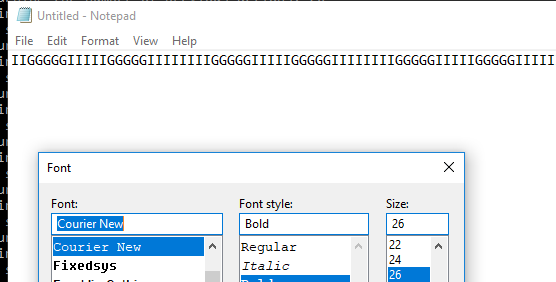 Untitled - Notepad
File Edit Format View Help
IIGGGGGIIIIIGGGGGIIIIIIIIGGGGGIIIIIGGGGGIIIIIIIIGGGGGIIIIIGGGGGIIIII
Font
Font: Font style: Size:
Courier New Bold 26
Courier New Regular 22
Fixedsys Italic 24
26